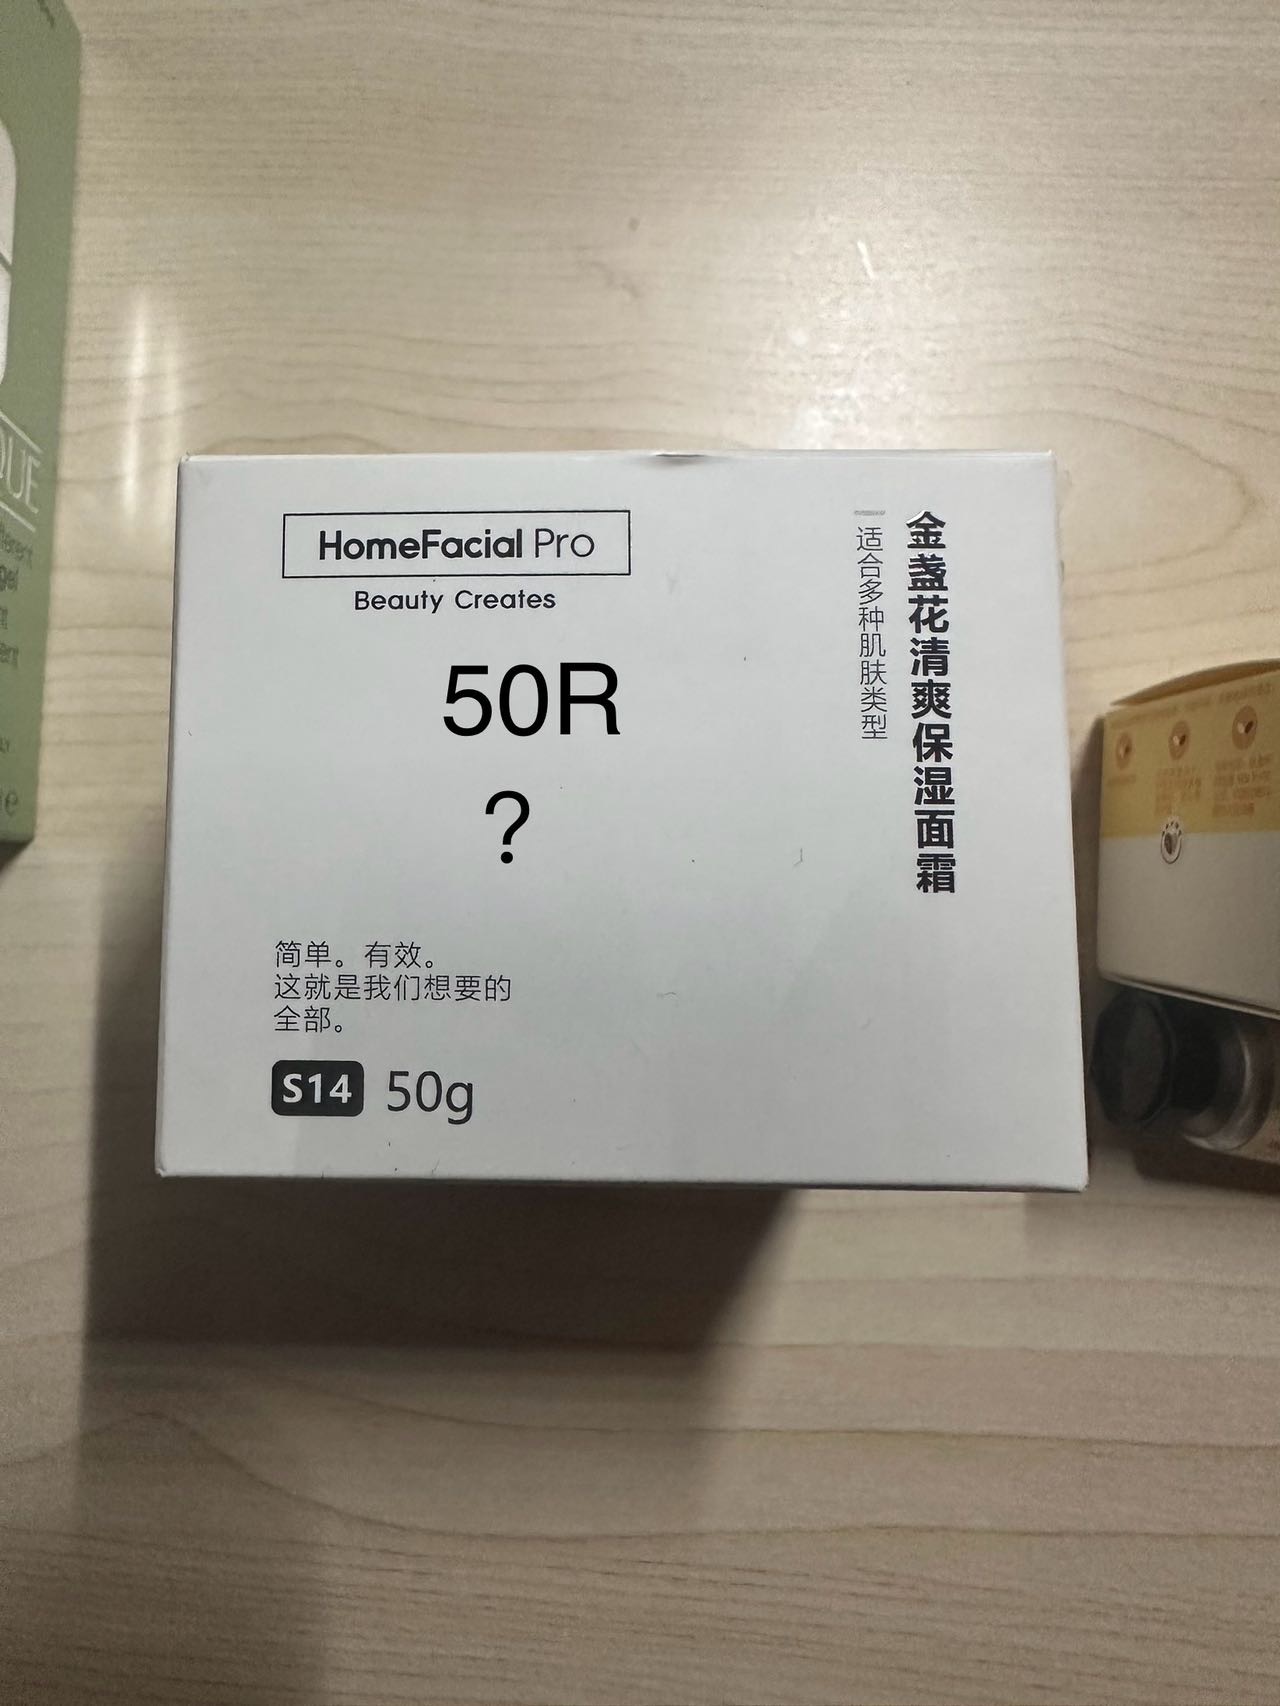 HomeFacial Pro
Beauty Creates
50R
?
金盏花清爽保湿面霜
适合多种肌肤类型
简单。有效。
这就是我们想要的
全部。
S14 50g